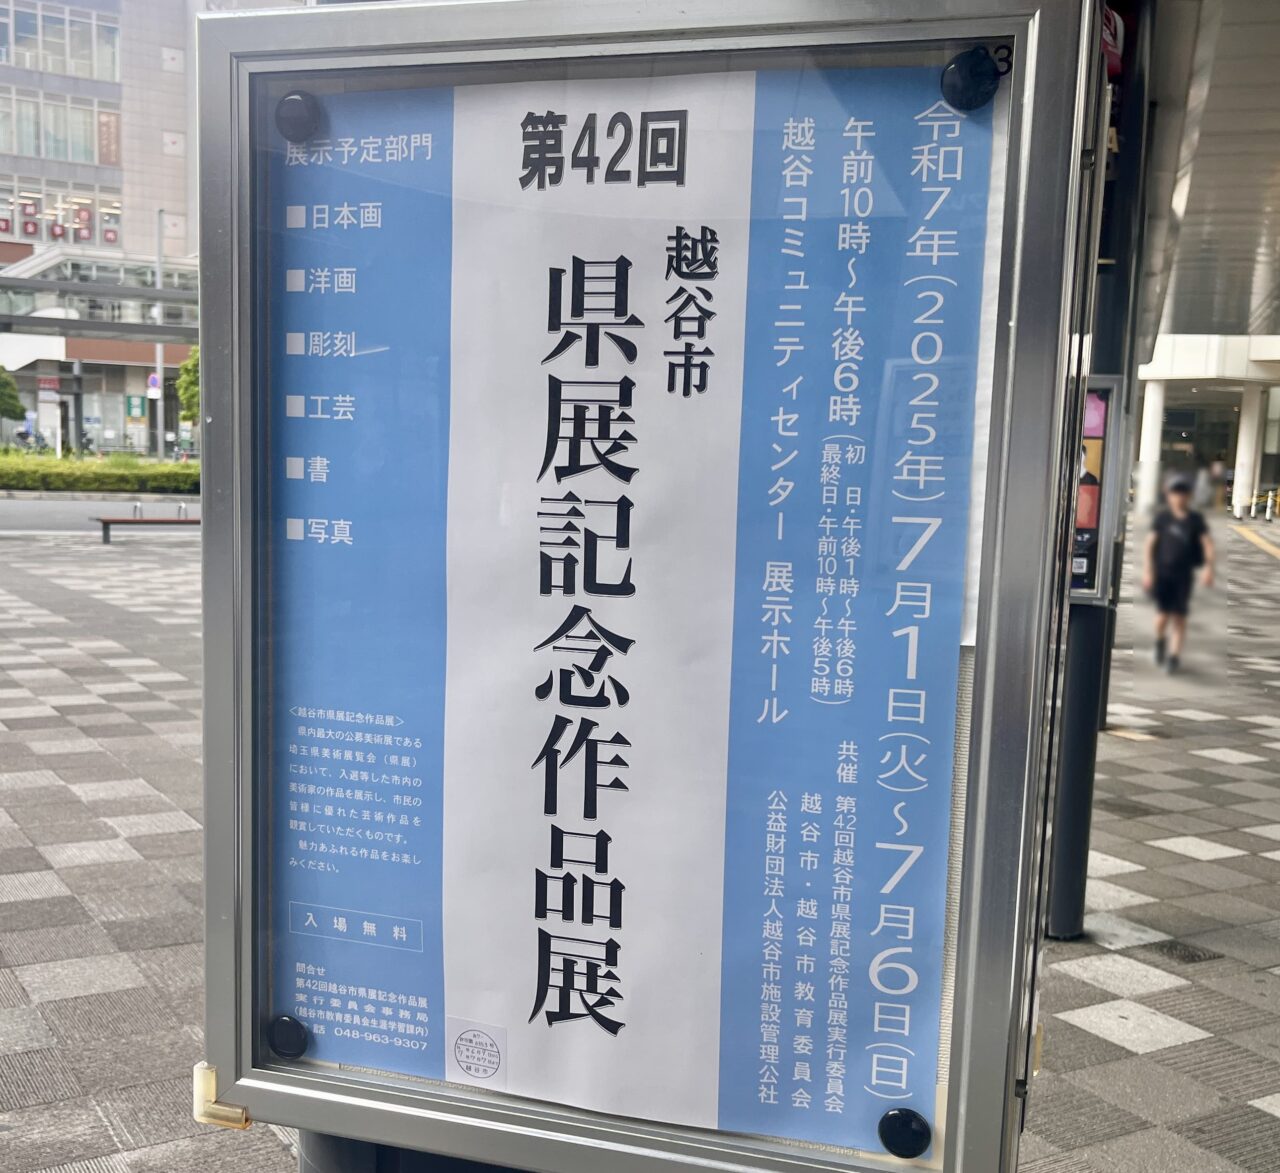 令和7年(2025年)7月1日(火)～7月6日(日)
午前10時～午後6時(初　日・午後1時～午後6時
最終日・午前10時～午後5時)
越谷コミュニティセンター 展示ホール
共催 第42回越谷市県展記念作品展実行委員会
越谷市・越谷市教育委員会
公益財団法人越谷市施設管理公社
第42回
越谷市
県展記念作品展
展示予定部門
■日本画
■洋画
■彫刻
■工芸
■書
■写真
＜越谷市県展記念作品展＞
県内最大の公募美術展である
埼玉県美術展覧会（県展）
において、入選等した市内の
美術家の作品を展示し、市民の
皆様に優れた芸術作品を
観賞していただくものです。
魅力あふれる作品をお楽し
みください。
入場無料
問合せ
第42回越谷市県展記念作品展
実行委員会事務局
(越谷市教育委員会生涯学習課内)
話 048-963-9307
越谷市